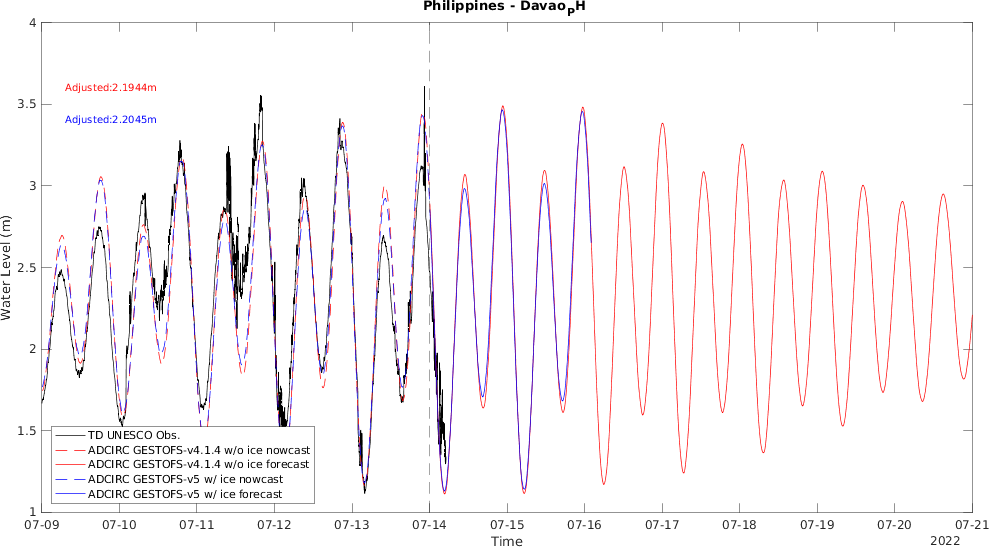 Philippines - Davao_pH
4
3.5
3
2.5
2
1.5
1
Water Level (m)
Adjusted:2.1944m
Adjusted:2.2045m
TD UNESCO Obs.
ADCIRC GESTOFS-v4.1.4 w/o ice nowcast
ADCIRC GESTOFS-v4.1.4 w/o ice forecast
ADCIRC GESTOFS-v5 w/ ice nowcast
ADCIRC GESTOFS-v5 w/ ice forecast
07-09 07-10 07-11 07-12 07-13 07-14 07-15 07-16 07-17 07-18 07-19 07-20 07-21
Time
2022